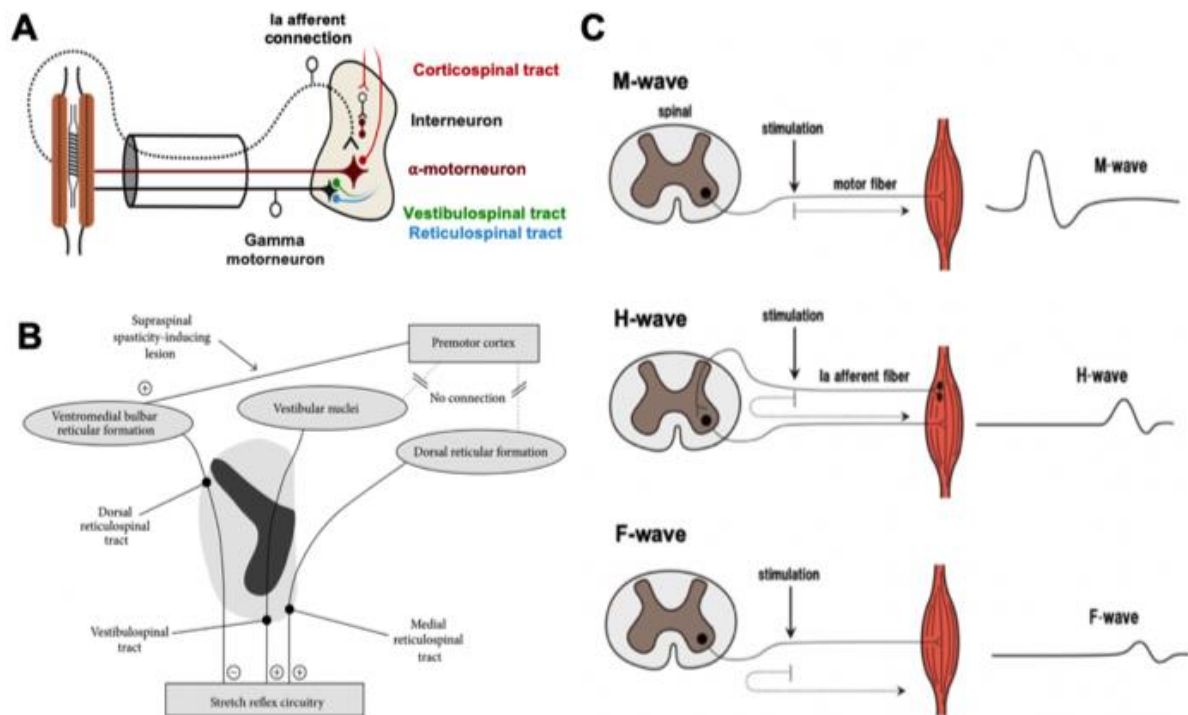 A
Ia afferent
connection
Corticospinal tract
Interneuron
α-motorneuron
Vestibulospinal tract
Reticulospinal tract
Gamma
motorneuron
B
Supraspinal
spasticity-inducing
lesion
Premotor cortex
+
Ventromedial bulbar
reticular formation
Vestibular nuclei
No connection
Dorsal reticular formation
Dorsal
reticulospinal
tract
Vestibulospinal
tract
Medial
reticulospinal
tract
− + +
Stretch reflex circuitry
C
M-wave
spinal
stimulation
motor fiber
M-wave
H-wave
stimulation
Ia afferent fiber
H-wave
F-wave
stimulation
F-wave